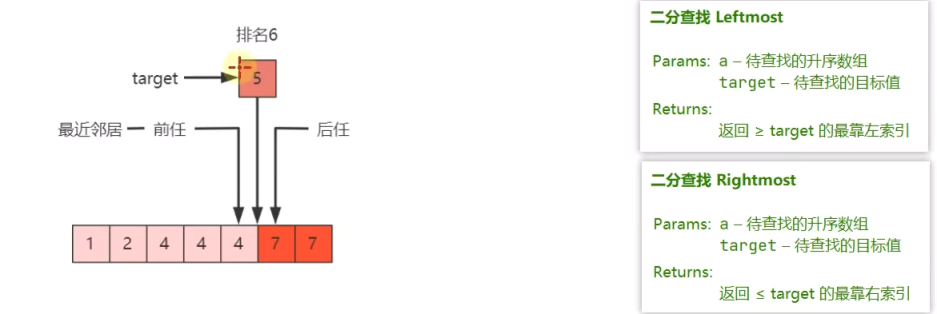 排名6
target
5
最近邻居
前任
后任
1 2 4 4 4 7 7
二分查找 Leftmost
Params: a – 待查找的升序数组
target – 待查找的目标值
Returns:
返回 ≥ target 的最靠左索引
二分查找 Rightmost
Params: a – 待查找的升序数组
target – 待查找的目标值
Returns:
返回 ≤ target 的最靠右索引